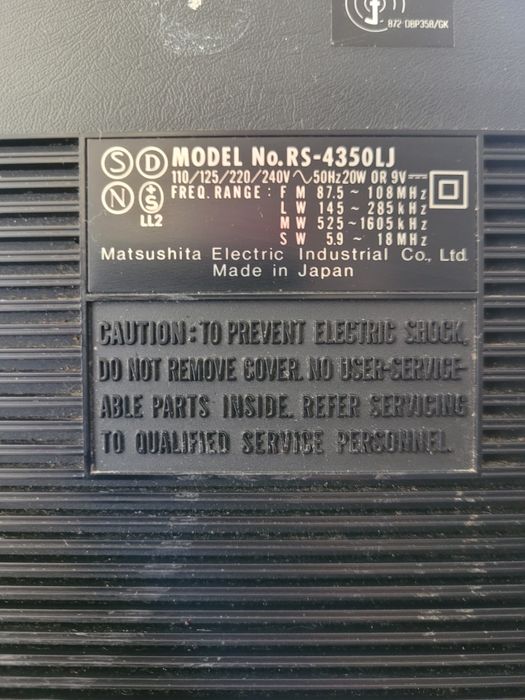 872-DBP358/GK
S D MODEL No.RS-4350LJ
110/125/220/240V～50Hz20W OR 9V⎓
N S FREQ. RANGE : F M 87.5 ~ 108MHz
LL2 L W 145 ~ 285kHz
M W 525~1605kHz
S W 5.9 ~ 18MHz
Matsushita Electric Industrial Co., Ltd.
Made in Japan
CAUTION: TO PREVENT ELECTRIC SHOCK,
DO NOT REMOVE COVER. NO USER-SERVICE-
ABLE PARTS INSIDE. REFER SERVICING
TO QUALIFIED SERVICE PERSONNEL.